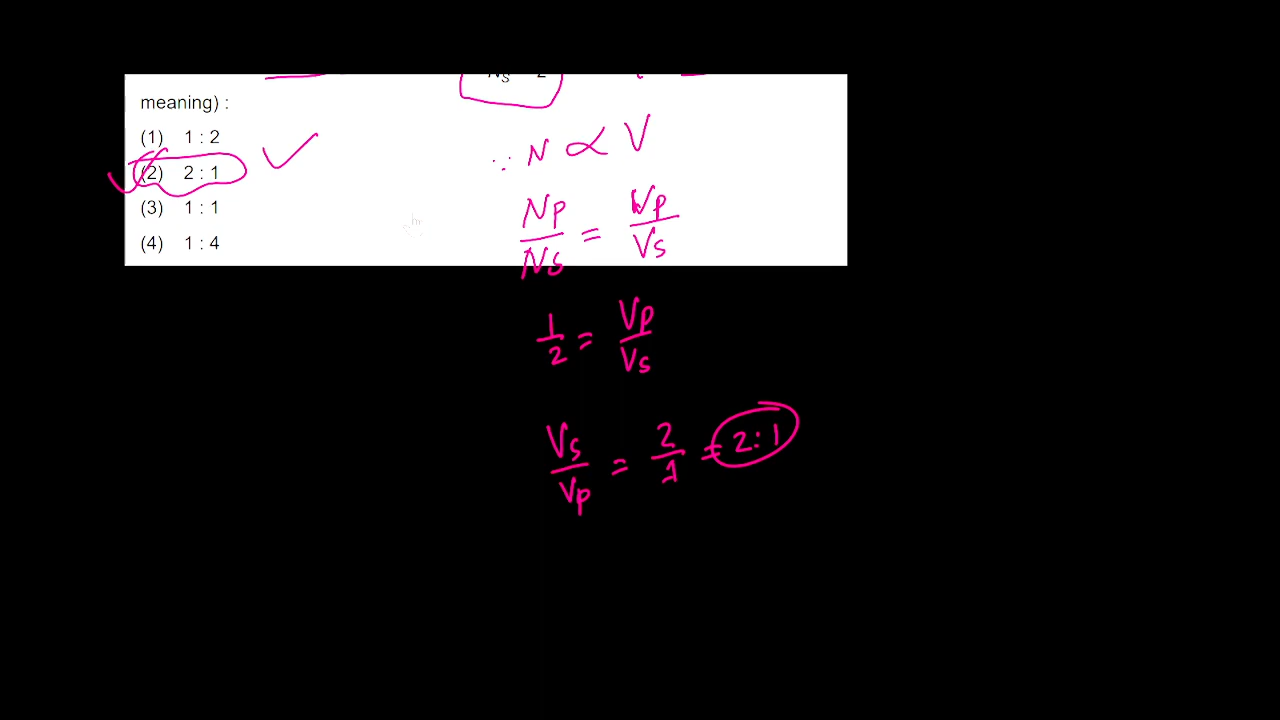 meaning) :
(1) 1 : 2
(2) 2 : 1
(3) 1 : 1
(4) 1 : 4
∵ N ∝ V
Np/Ns = Vp/Vs
1/2 = Vp/Vs
Vs/Vp = 2/1 = 2:1